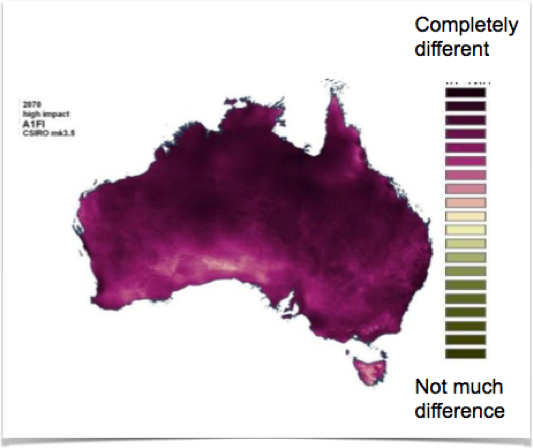 Completely
different
2070
high impact
A1FI
CSIRO mk3.5
Not much
difference